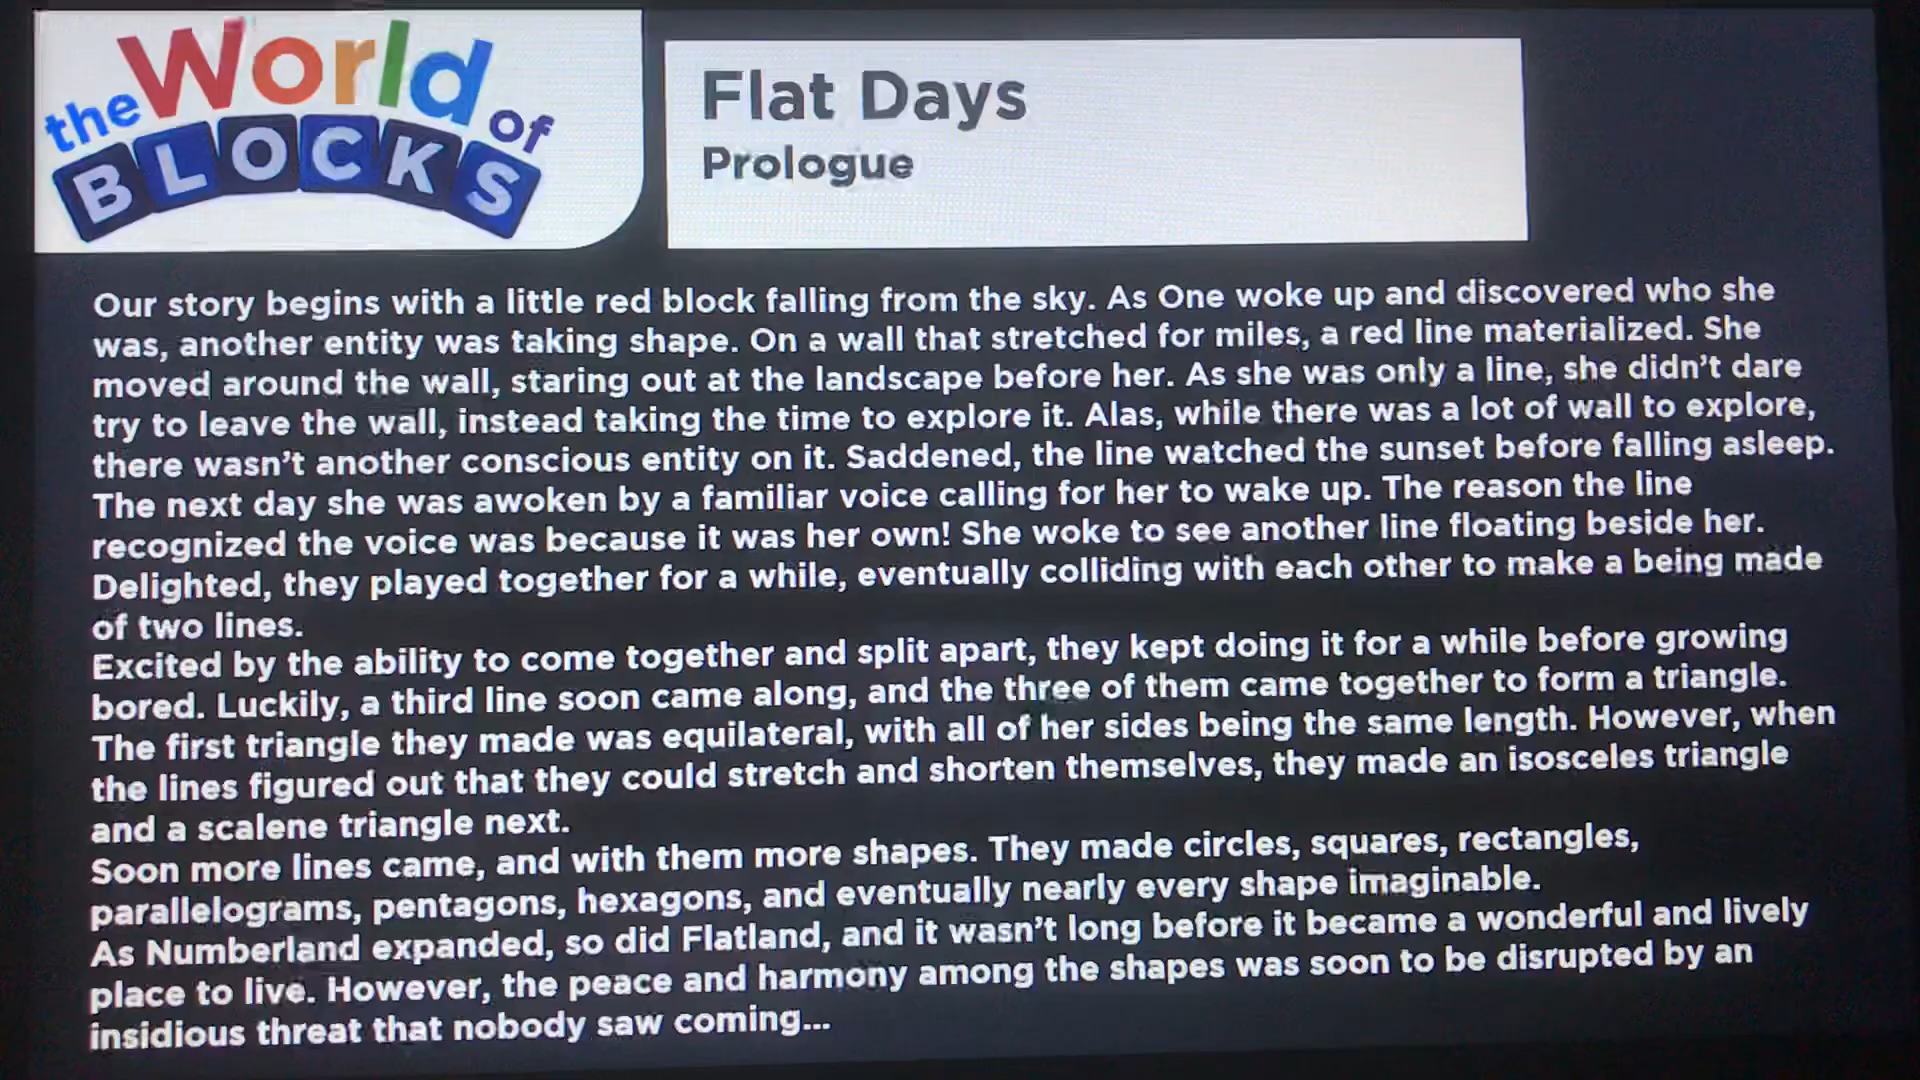 the World of
BLOCKS
Flat Days
Prologue
Our story begins with a little red block falling from the sky. As One woke up and discovered who she
was, another entity was taking shape. On a wall that stretched for miles, a red line materialized. She
moved around the wall, staring out at the landscape before her. As she was only a line, she didn't dare
try to leave the wall, instead taking the time to explore it. Alas, while there was a lot of wall to explore,
there wasn't another conscious entity on it. Saddened, the line watched the sunset before falling asleep.
The next day she was awoken by a familiar voice calling for her to wake up. The reason the line
recognized the voice was because it was her own! She woke to see another line floating beside her.
Delighted, they played together for a while, eventually colliding with each other to make a being made
of two lines.
Excited by the ability to come together and split apart, they kept doing it for a while before growing
bored. Luckily, a third line soon came along, and the three of them came together to form a triangle.
The first triangle they made was equilateral, with all of her sides being the same length. However, when
the lines figured out that they could stretch and shorten themselves, they made an isosceles triangle
and a scalene triangle next.
Soon more lines came, and with them more shapes. They made circles, squares, rectangles,
parallelograms, pentagons, hexagons, and eventually nearly every shape imaginable.
As Numberland expanded, so did Flatland, and it wasn't long before it became a wonderful and lively
place to live. However, the peace and harmony among the shapes was soon to be disrupted by an
insidious threat that nobody saw coming...